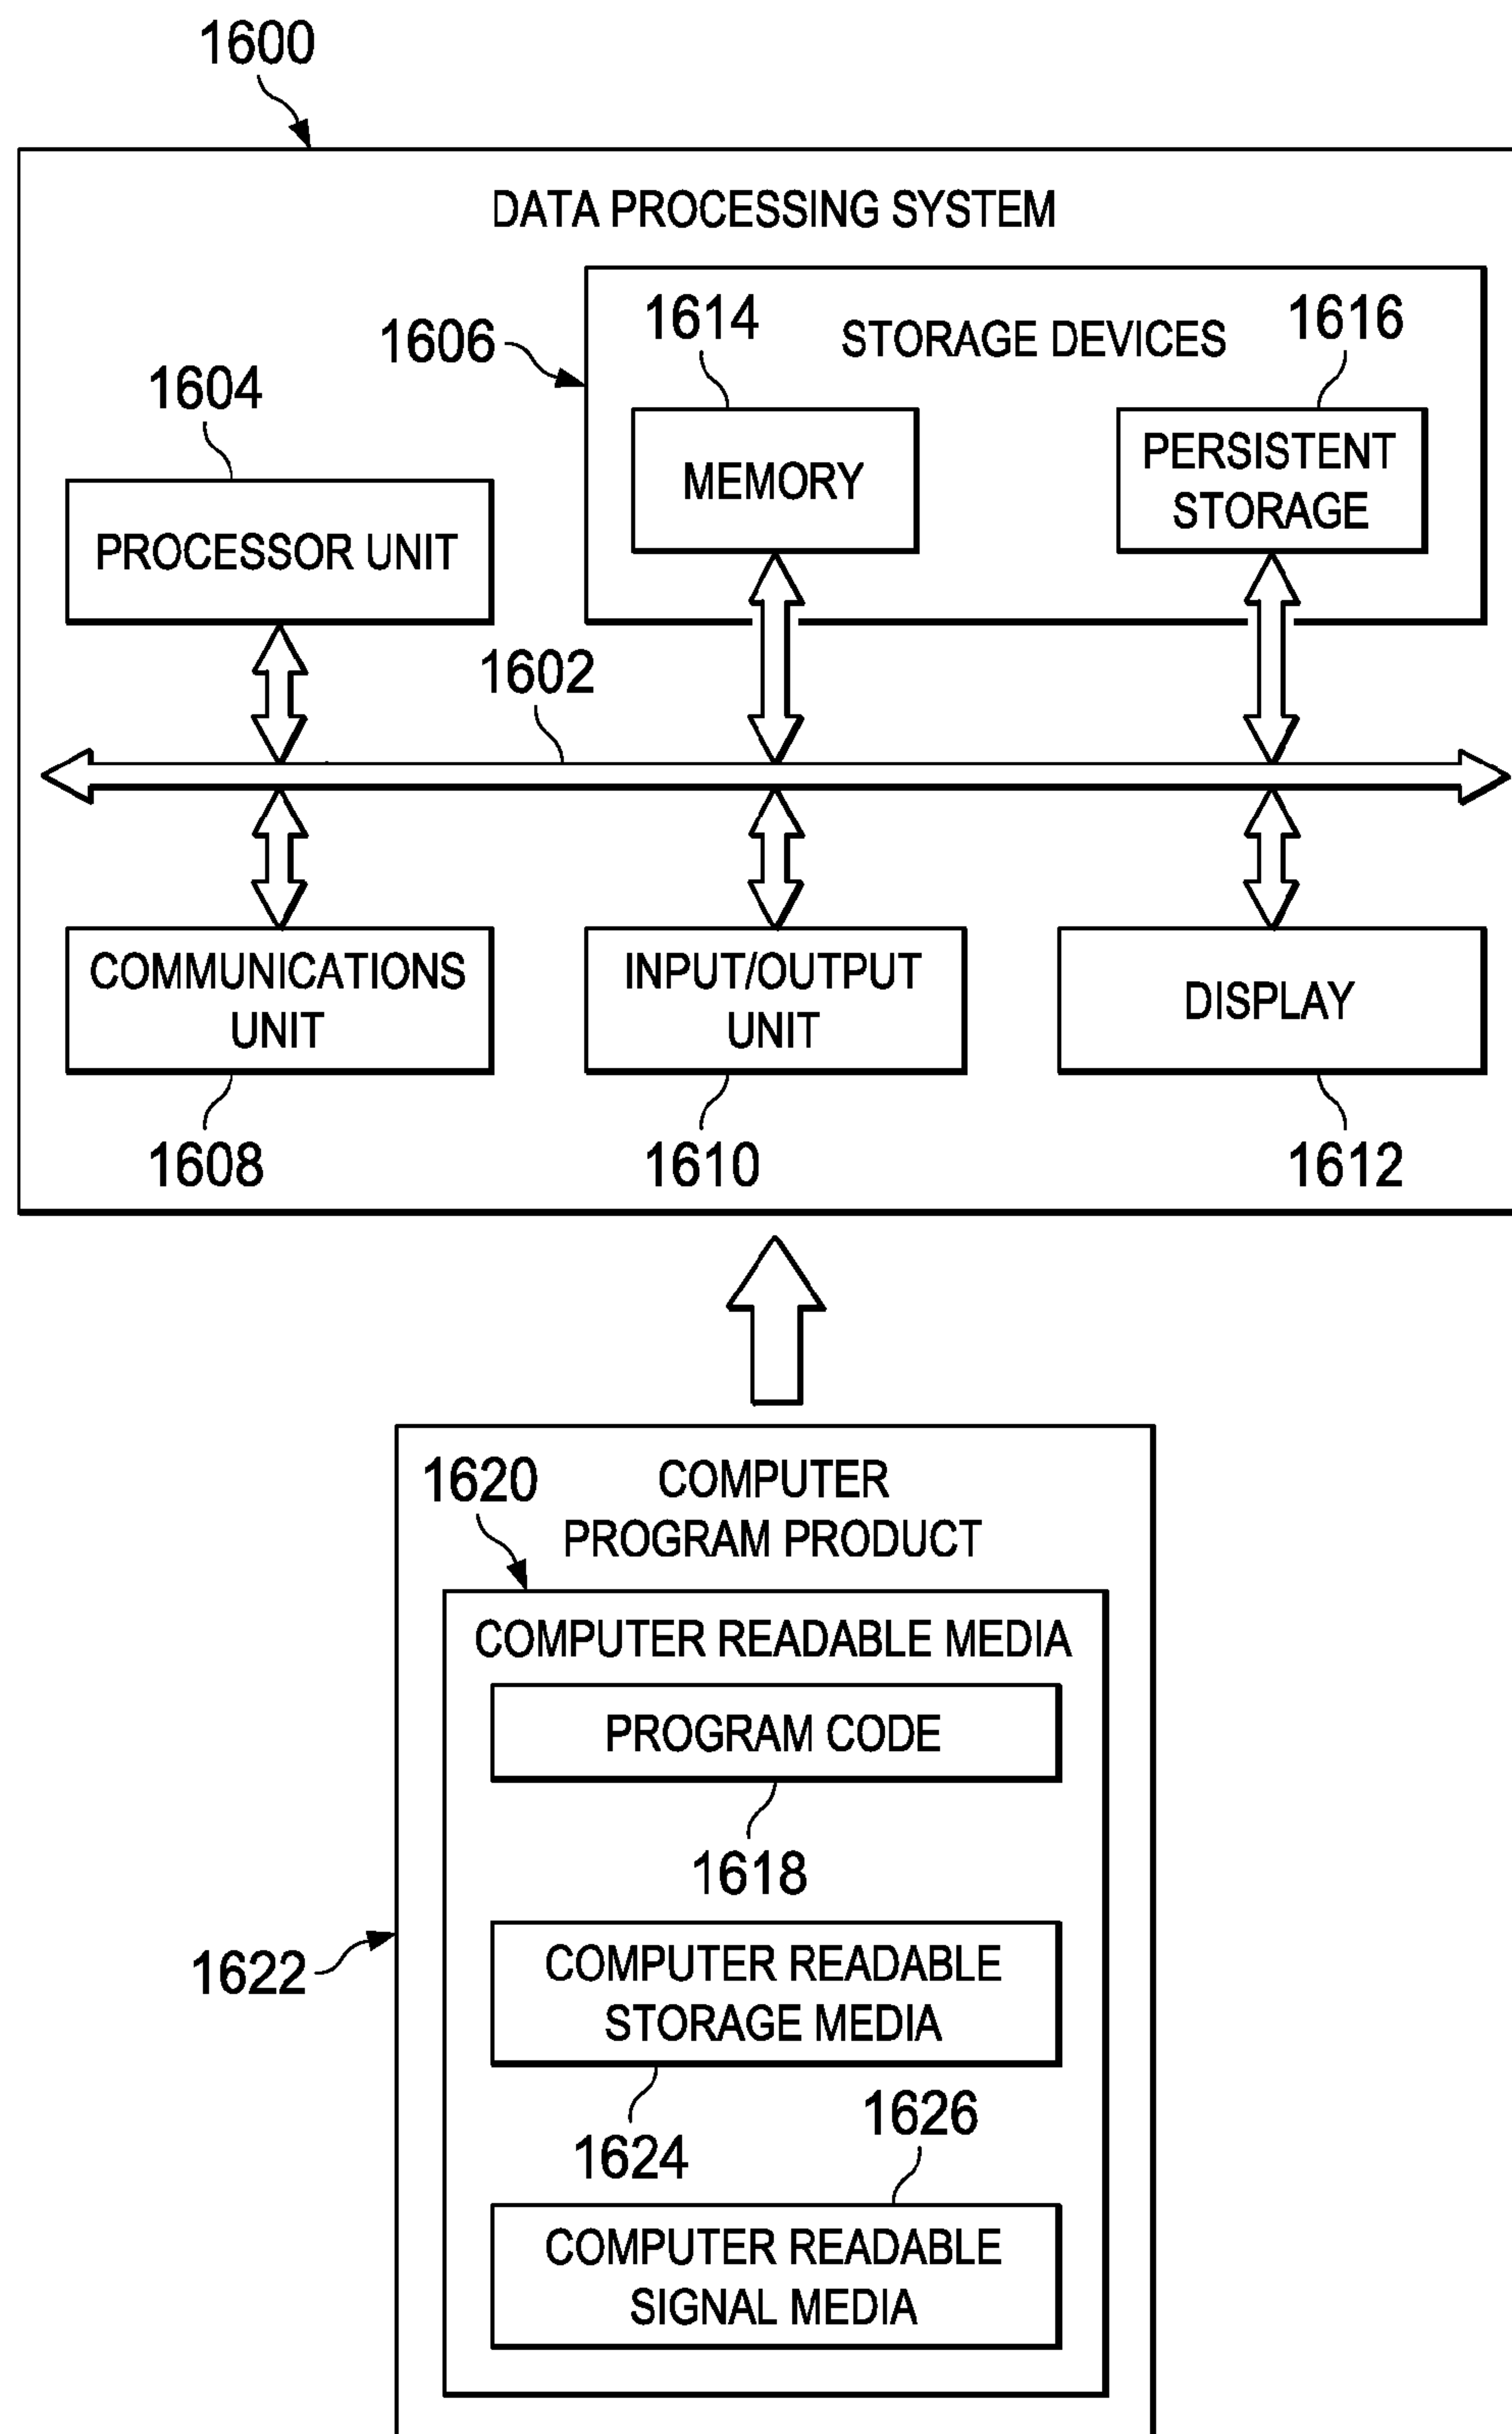 1600
DATA PROCESSING SYSTEM
1614
STORAGE DEVICES
1616
1606
1604
MEMORY
PERSISTENT
STORAGE
PROCESSOR UNIT
1602
COMMUNICATIONS
UNIT
INPUT/OUTPUT
UNIT
DISPLAY
1608
1610
1612
1620
COMPUTER
PROGRAM PRODUCT
COMPUTER READABLE MEDIA
PROGRAM CODE
1618
1622
COMPUTER READABLE
STORAGE MEDIA
1624
1626
COMPUTER READABLE
SIGNAL MEDIA